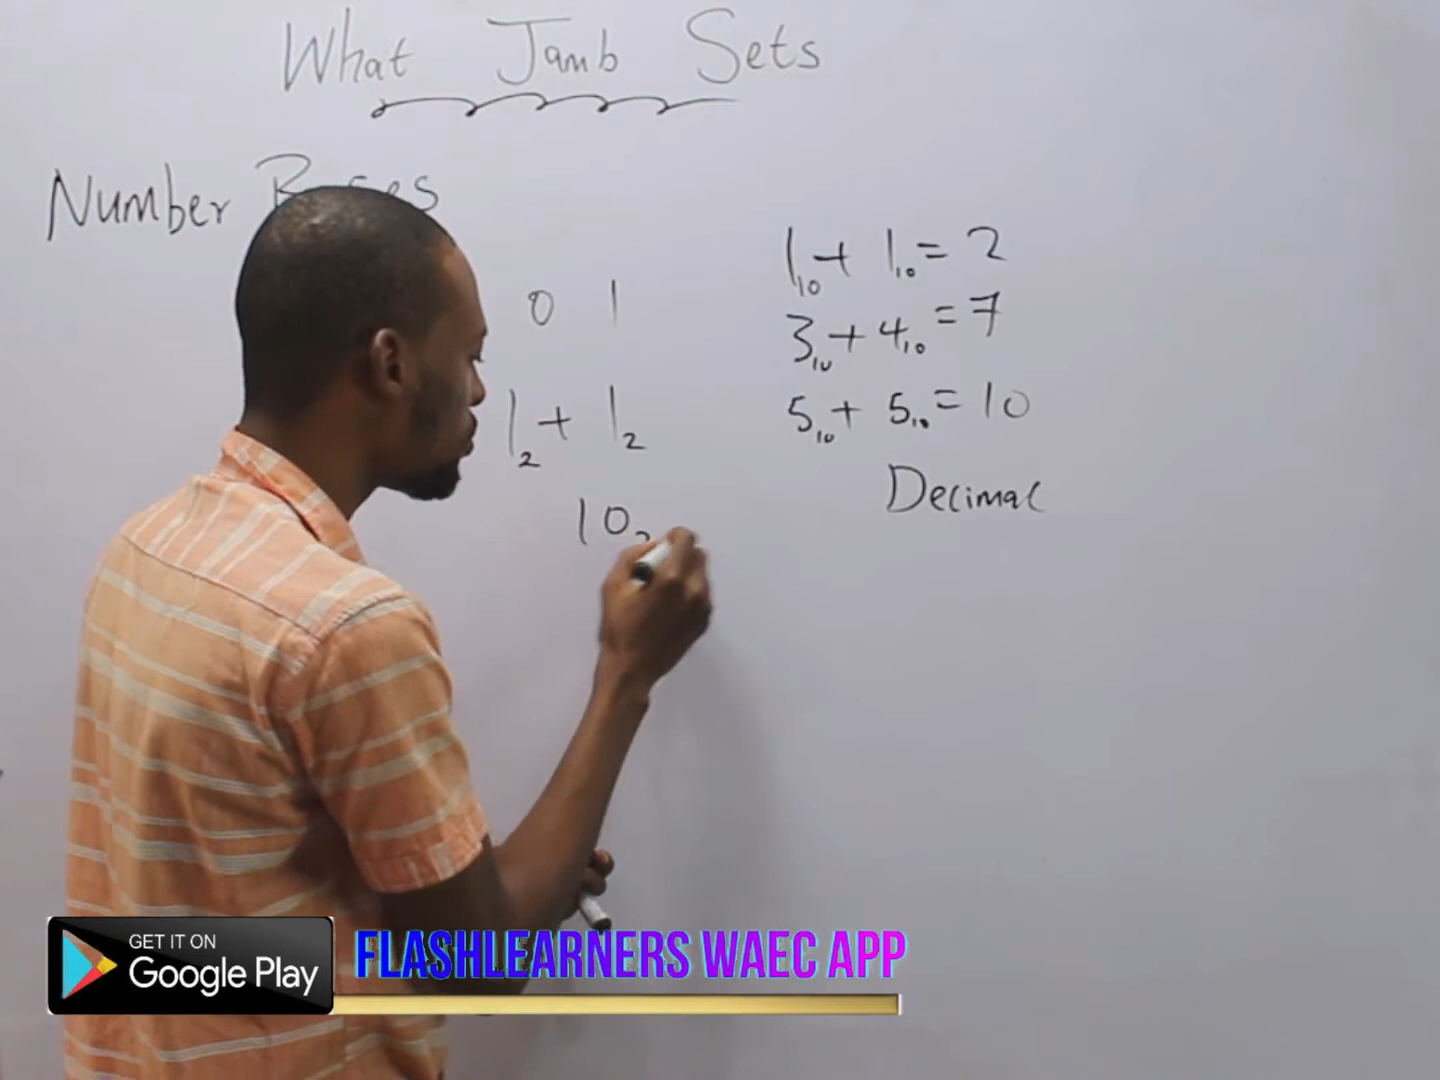 What Jamb Sets
Number Bases
0 1
1₂ + 1₂
10₂
1₁₀ + 1₁₀ = 2
3₁₀ + 4₁₀ = 7
5₁₀ + 5₁₀ = 10
Decimal
GET IT ON
Google Play
FLASHLEARNERS WAEC APP